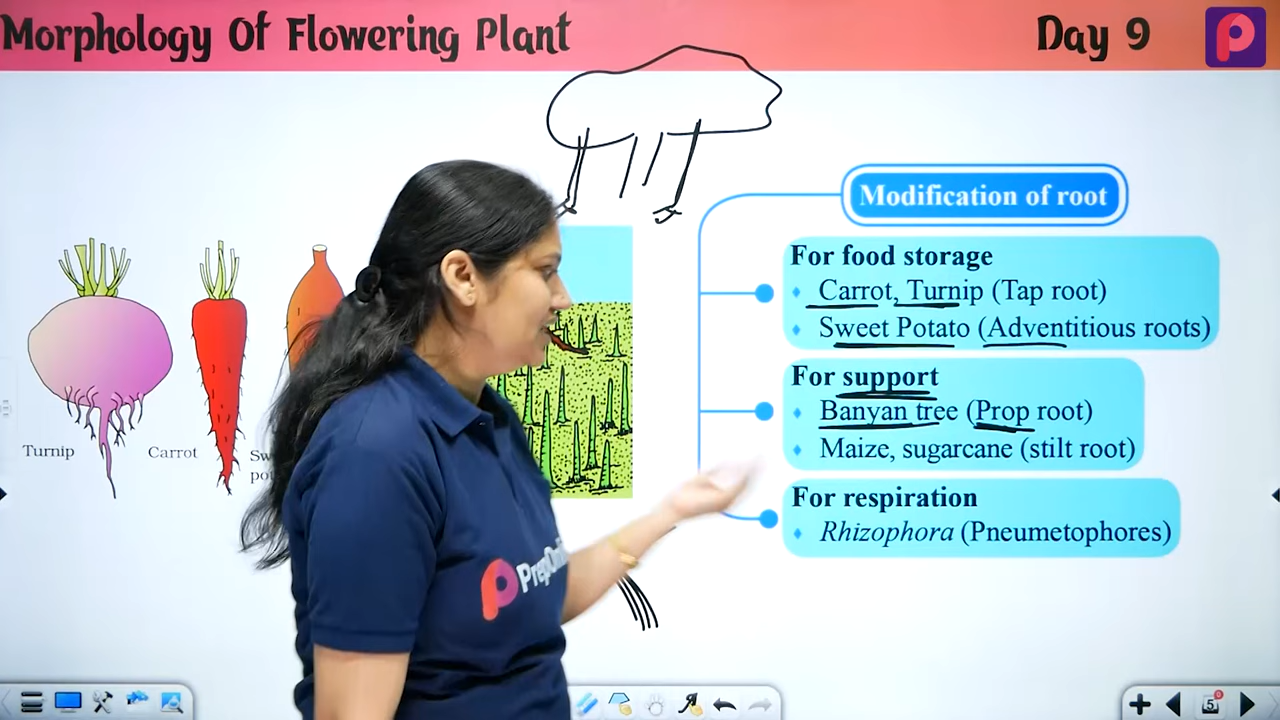 Morphology Of Flowering Plant
Day 9
Modification of root
For food storage
Carrot, Turnip (Tap root)
Sweet Potato (Adventitious roots)
For support
Banyan tree (Prop root)
Maize, sugarcane (stilt root)
For respiration
Rhizophora (Pneumetophores)
Turnip
Carrot